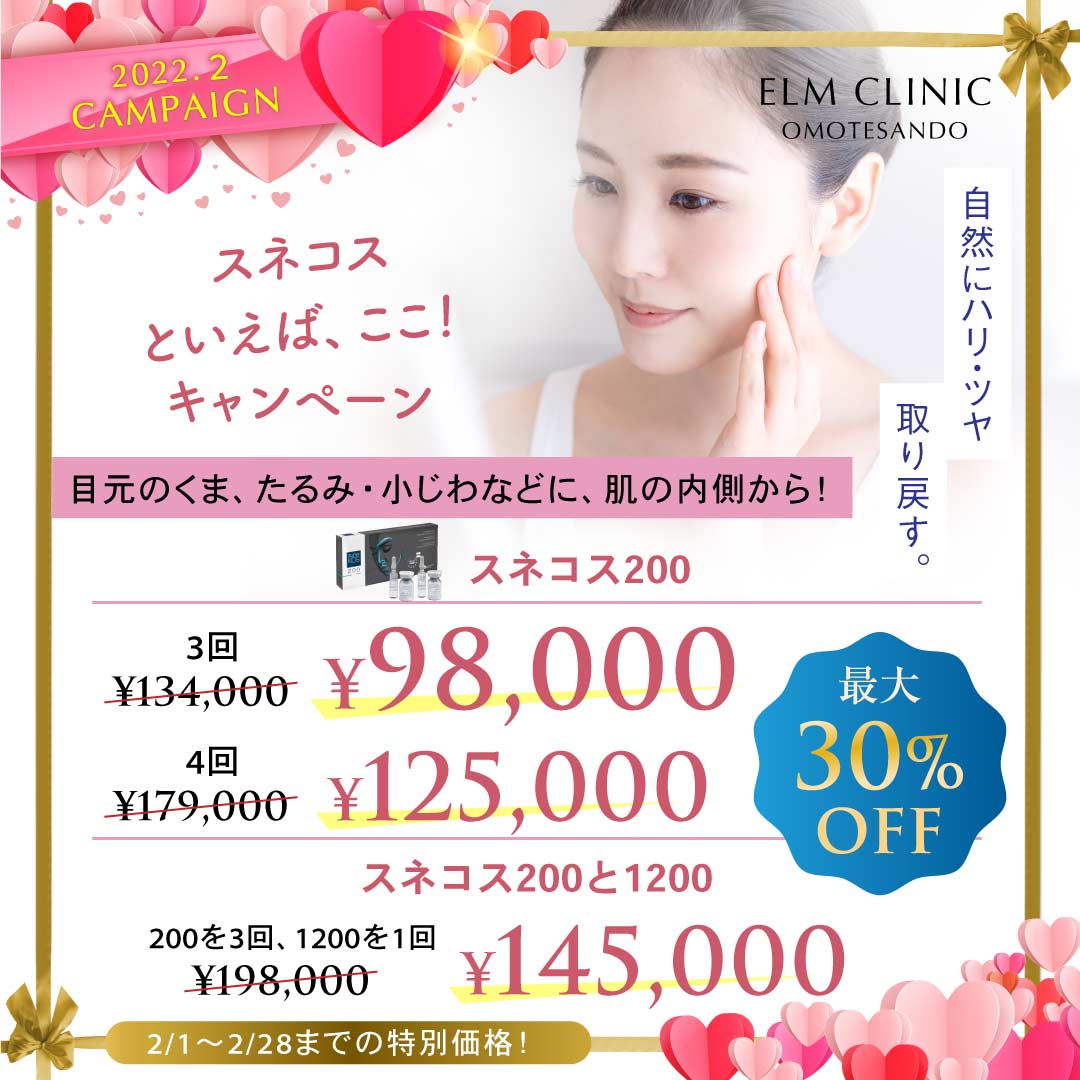 2022.2
CAMPAIGN
ELM CLINIC
OMOTESANDO
自然にハリ・ツヤ
取り戻す。
スネコス
といえば、ここ!
キャンペーン
目元のくま、たるみ・小じわなどに、肌の内側から!
200
スネコス200
3回
¥134,000
¥98,000
4回
¥179,000
¥125,000
最大
30%
OFF
スネコス200と1200
200を3回、1200を1回
¥198,000
¥145,000
2/1〜2/28までの特別価格!